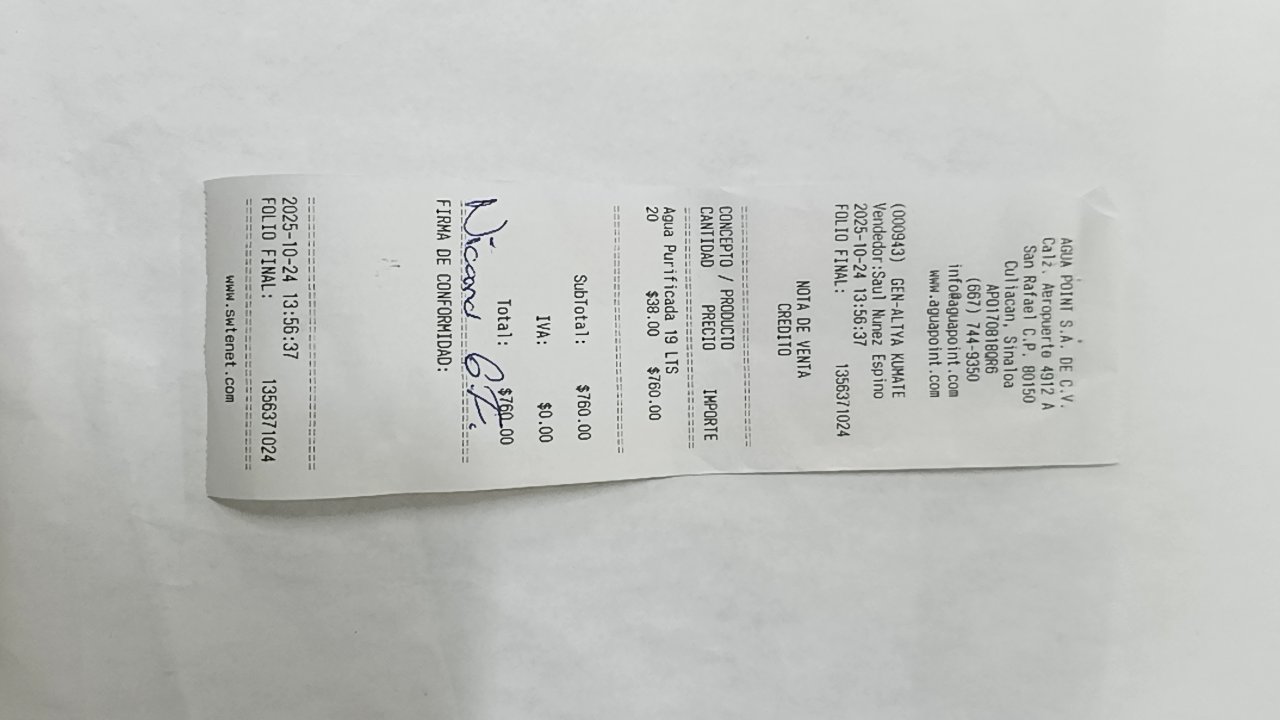 AGUA POINT S.A. DE C.V.
Calz. Aeropuerto 4912 A
San Rafael C.P. 80150
Culiacan, Sinaloa
APO170818QR6
(667) 744-9350
info@aguapoint.com
www.aguapoint.com
(000943) GEN-ALTYA KUMATE
Vendedor:Saul Nunez Espino
2025-10-24 13:56:37
FOLIO FINAL: 1356371024
NOTA DE VENTA
CREDITO
CONCEPTO / PRODUCTO
CANTIDAD PRECIO IMPORTE
Agua Purificada 19 LTS
20 $38.00 $760.00
SubTotal: $760.00
IVA: $0.00
Total: $760.00
FIRMA DE CONFORMIDAD:
2025-10-24 13:56:37
FOLIO FINAL: 1356371024
www.swtenet.com